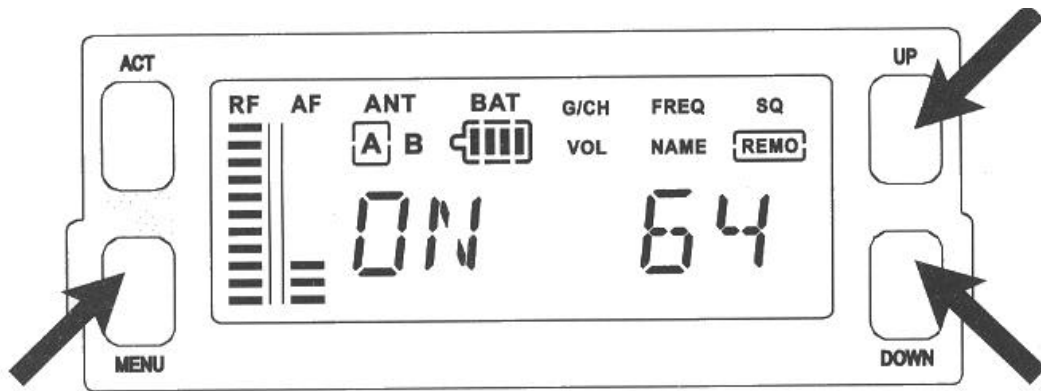 ACT UP
RF AF ANT BAT G/CH FREQ SQ
A B VOL NAME REMO
ON 64
MENU DOWN